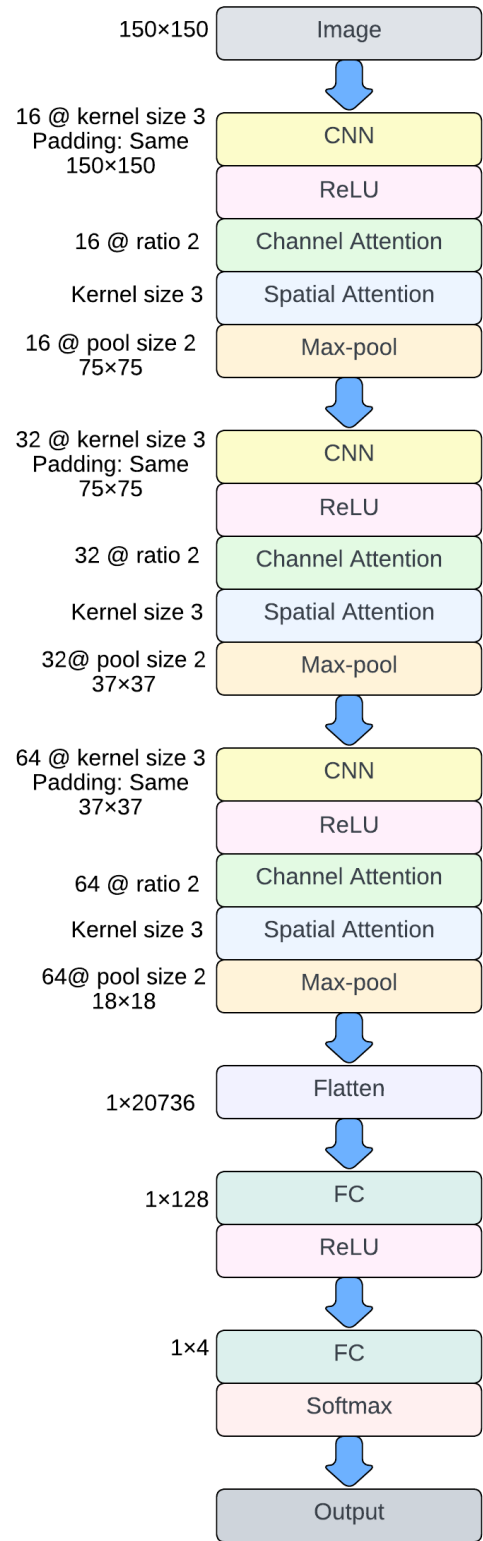 150×150
Image
16 @ kernel size 3
Padding: Same
150×150
CNN
ReLU
16 @ ratio 2
Channel Attention
Kernel size 3
Spatial Attention
16 @ pool size 2
75×75
Max-pool
32 @ kernel size 3
Padding: Same
75×75
CNN
ReLU
32 @ ratio 2
Channel Attention
Kernel size 3
Spatial Attention
32@ pool size 2
37×37
Max-pool
64 @ kernel size 3
Padding: Same
37×37
CNN
ReLU
64 @ ratio 2
Channel Attention
Kernel size 3
Spatial Attention
64@ pool size 2
18×18
Max-pool
1×20736
Flatten
1×128
FC
ReLU
1×4
FC
Softmax
Output